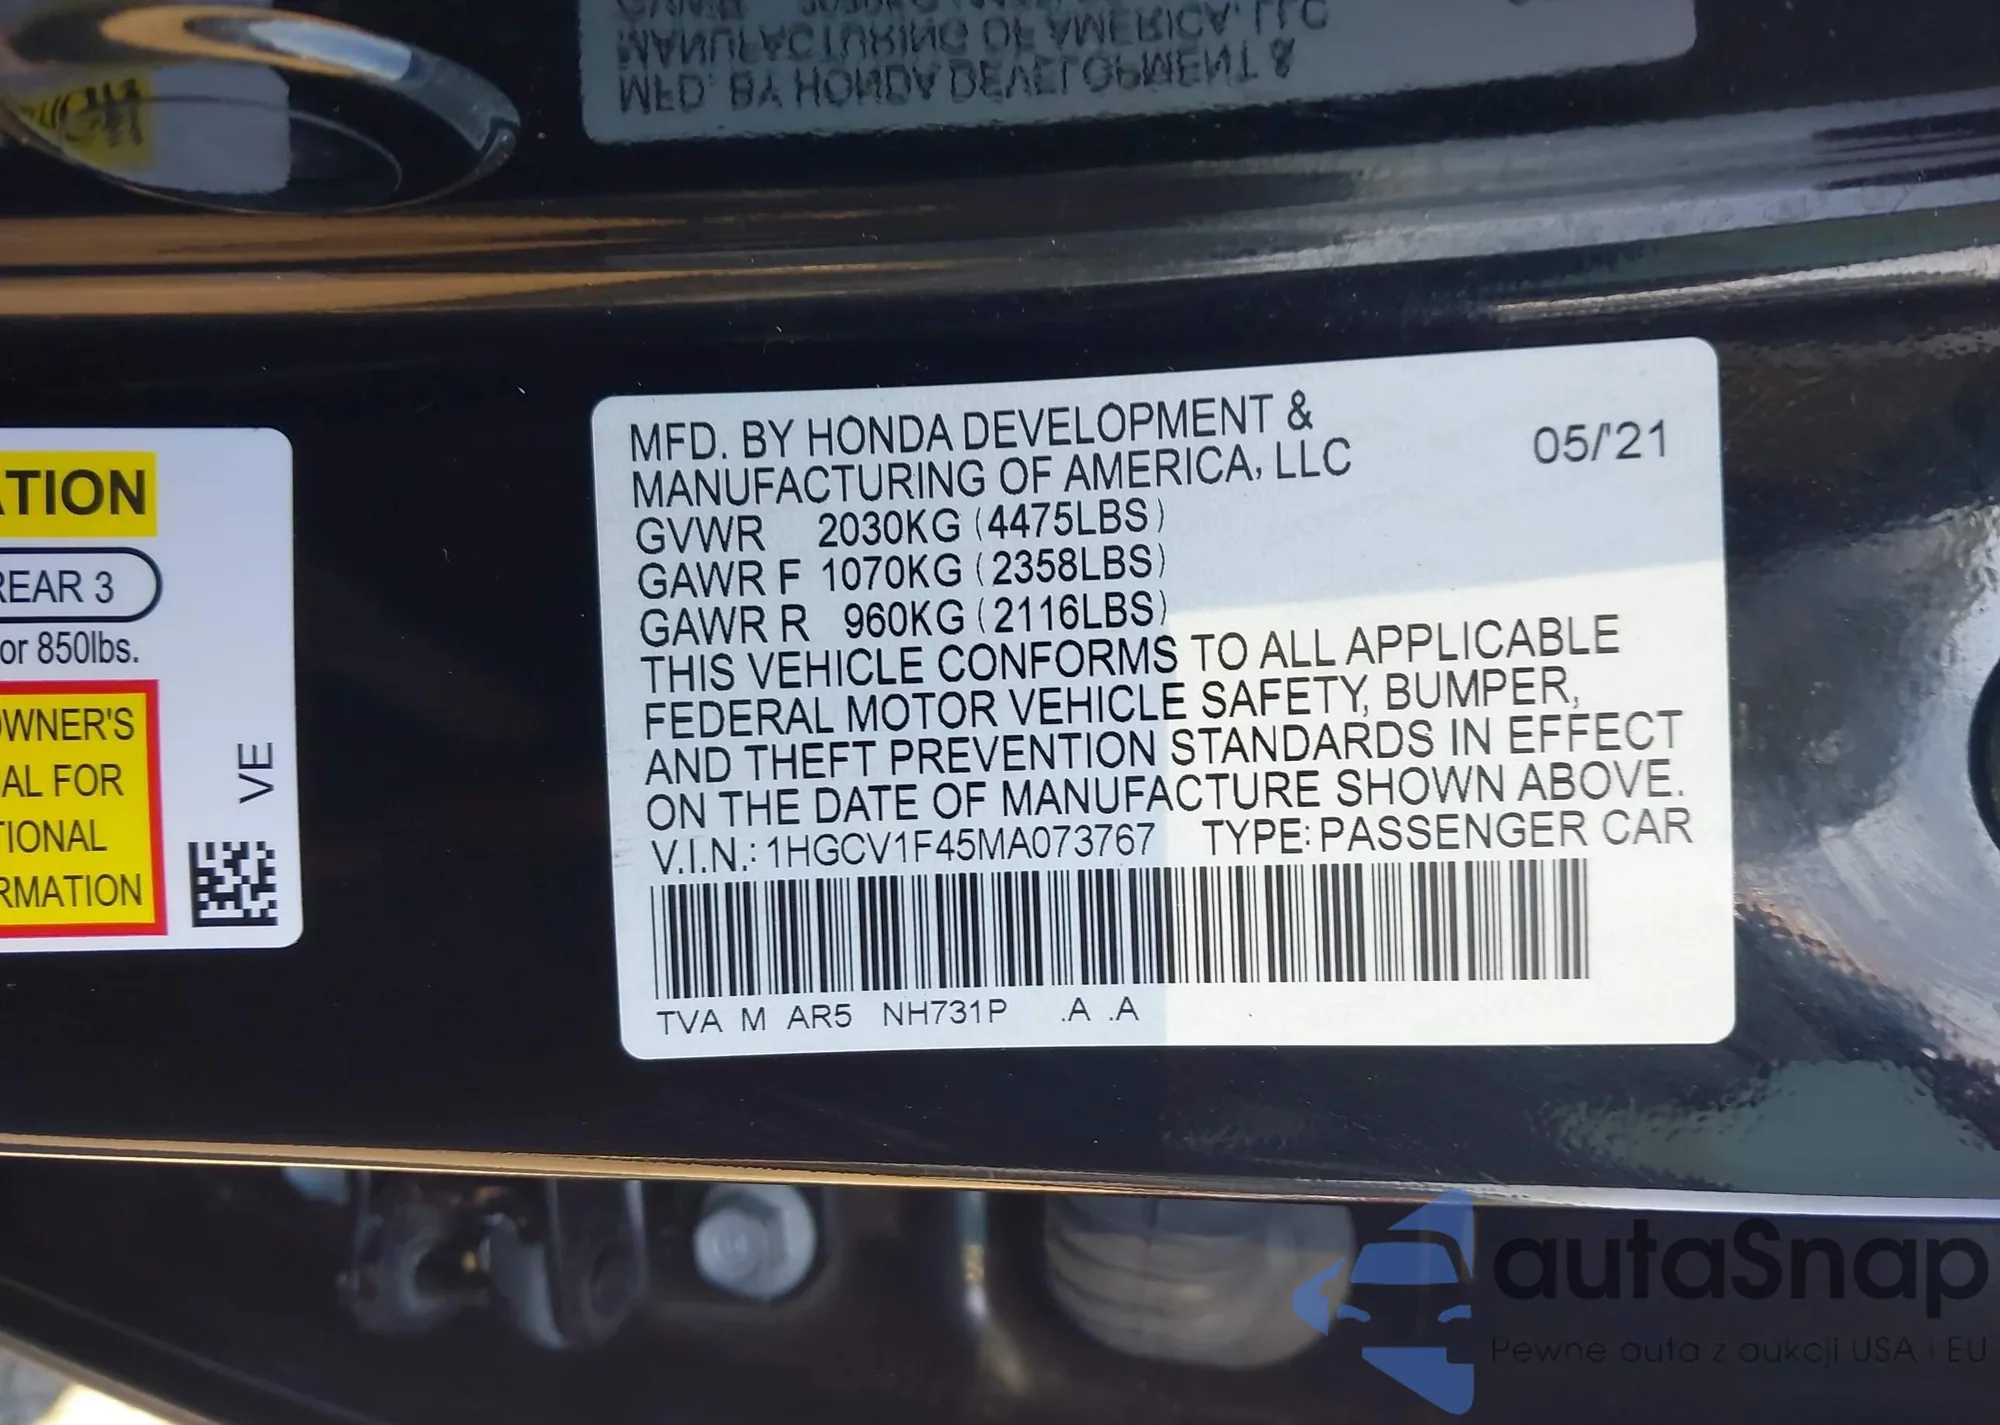 MANUFACTURING OF AMERICA, LLC
MFD. BY HONDA DEVELOPMENT &
ATION
REAR 3
or 850lbs.
OWNER'S
AL FOR
TIONAL
RMATION
VE
MFD. BY HONDA DEVELOPMENT & 05/'21
MANUFACTURING OF AMERICA, LLC
GVWR 2030KG (4475LBS)
GAWR F 1070KG (2358LBS)
GAWR R 960KG (2116LBS)
THIS VEHICLE CONFORMS TO ALL APPLICABLE
FEDERAL MOTOR VEHICLE SAFETY, BUMPER,
AND THEFT PREVENTION STANDARDS IN EFFECT
ON THE DATE OF MANUFACTURE SHOWN ABOVE.
V.I.N.: 1HGCV1F45MA073767 TYPE: PASSENGER CAR
TVA M AR5 NH731P .A .A
autaSnap
Pewne auta z aukcji USA i EU